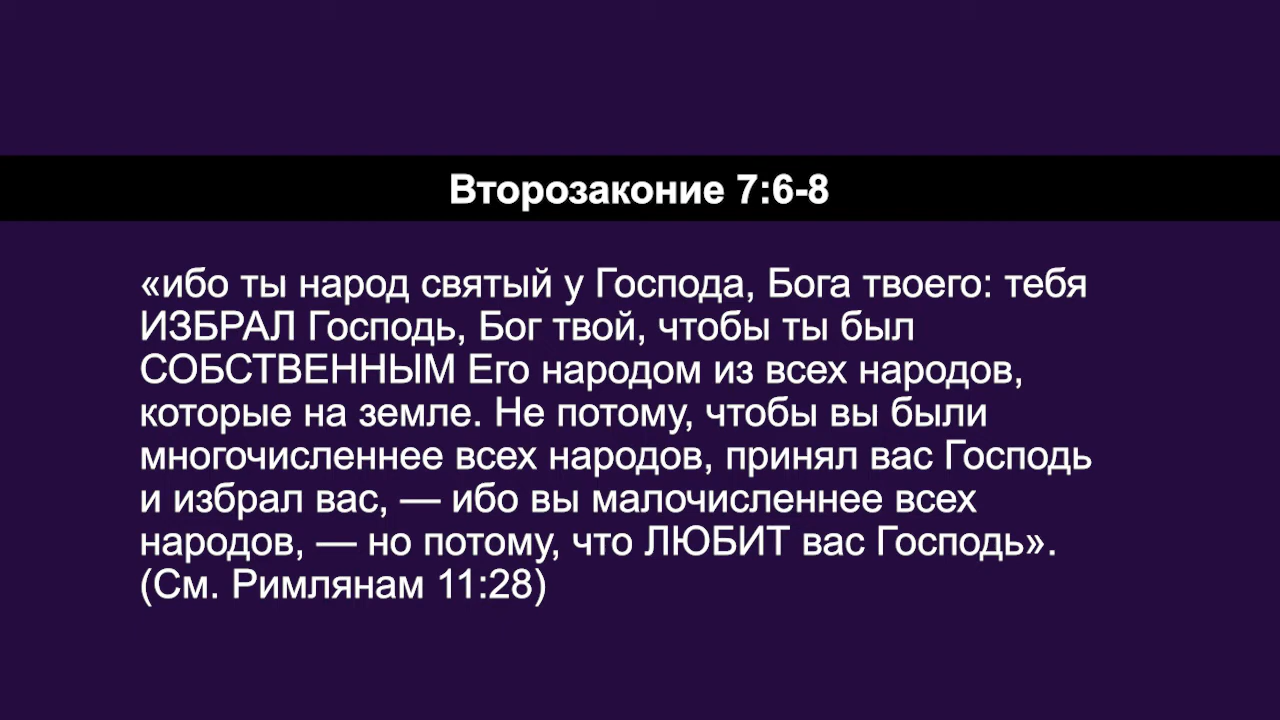 Второзаконие 7:6-8
«ибо ты народ святый у Господа, Бога твоего: тебя
ИЗБРАЛ Господь, Бог твой, чтобы ты был
СОБСТВЕННЫМ Его народом из всех народов,
которые на земле. Не потому, чтобы вы были
многочисленнее всех народов, принял вас Господь
и избрал вас, — ибо вы малочисленнее всех
народов, — но потому, что ЛЮБИТ вас Господь».
(См. Римлянам 11:28)